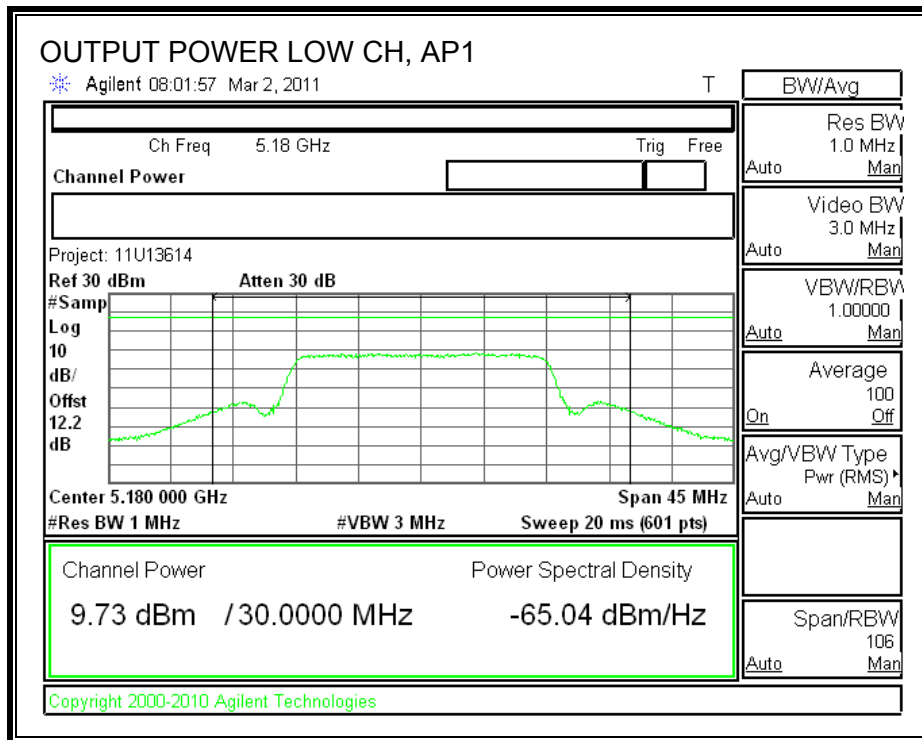 OUTPUT POWER LOW CH, AP1
Agilent 08:01:57 Mar 2, 2011 T
BW/Avg
Ch Freq 5.18 GHz Trig Free
Channel Power
Project: 11U13614
Ref 30 dBm Atten 30 dB
#Samp
Log
10
dB/
Offst
12.2
dB
Center 5.180 000 GHz Span 45 MHz
#Res BW 1 MHz #VBW 3 MHz Sweep 20 ms (601 pts)
Channel Power Power Spectral Density
9.73 dBm / 30.0000 MHz -65.04 dBm/Hz
Res BW
1.0 MHz
Auto Man
Video BW
3.0 MHz
Auto Man
VBW/RBW
1.00000
Auto Man
Average
100
On Off
Avg/VBW Type
Pwr (RMS)
Auto Man
Span/RBW
106
Auto Man
Copyright 2000-2010 Agilent Technologies